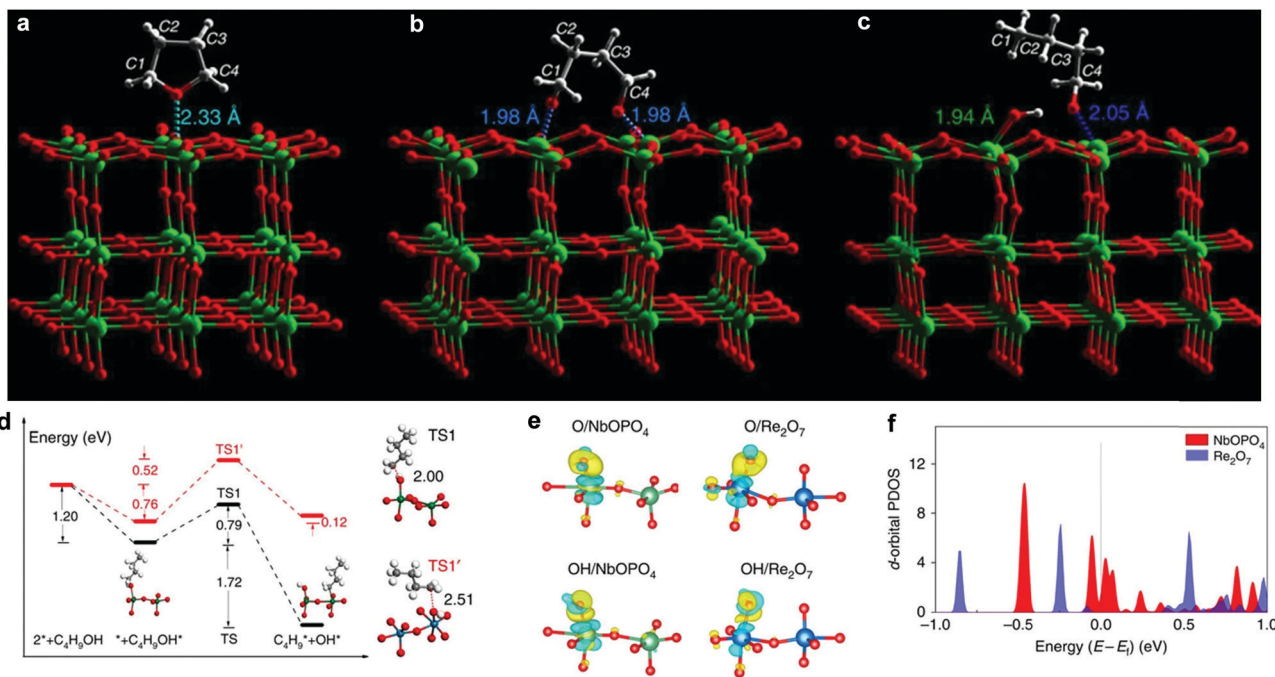 a
C2
C3
C1
C4
2.33 Å
b
C2
C3
C1
C4
1.98 Å
1.98 Å
c
C1
C2
C3
C4
1.94 Å
2.05 Å
d
Energy (eV)
1.20
0.52
0.76
TS1'
TS1
0.79
1.72
0.12
2*+C₄H₉OH
*+C₄H₉OH*
TS
C₄H₉*+OH*
TS1
2.00
TS1'
2.51
e
O/NbOPO₄
O/Re₂O₇
OH/NbOPO₄
OH/Re₂O₇
f
d-orbital PDOS
12
8
4
0
NbOPO₄
Re₂O₇
−1.0
−0.5
0.0
0.5
1.0
Energy (E−E_f) (eV)